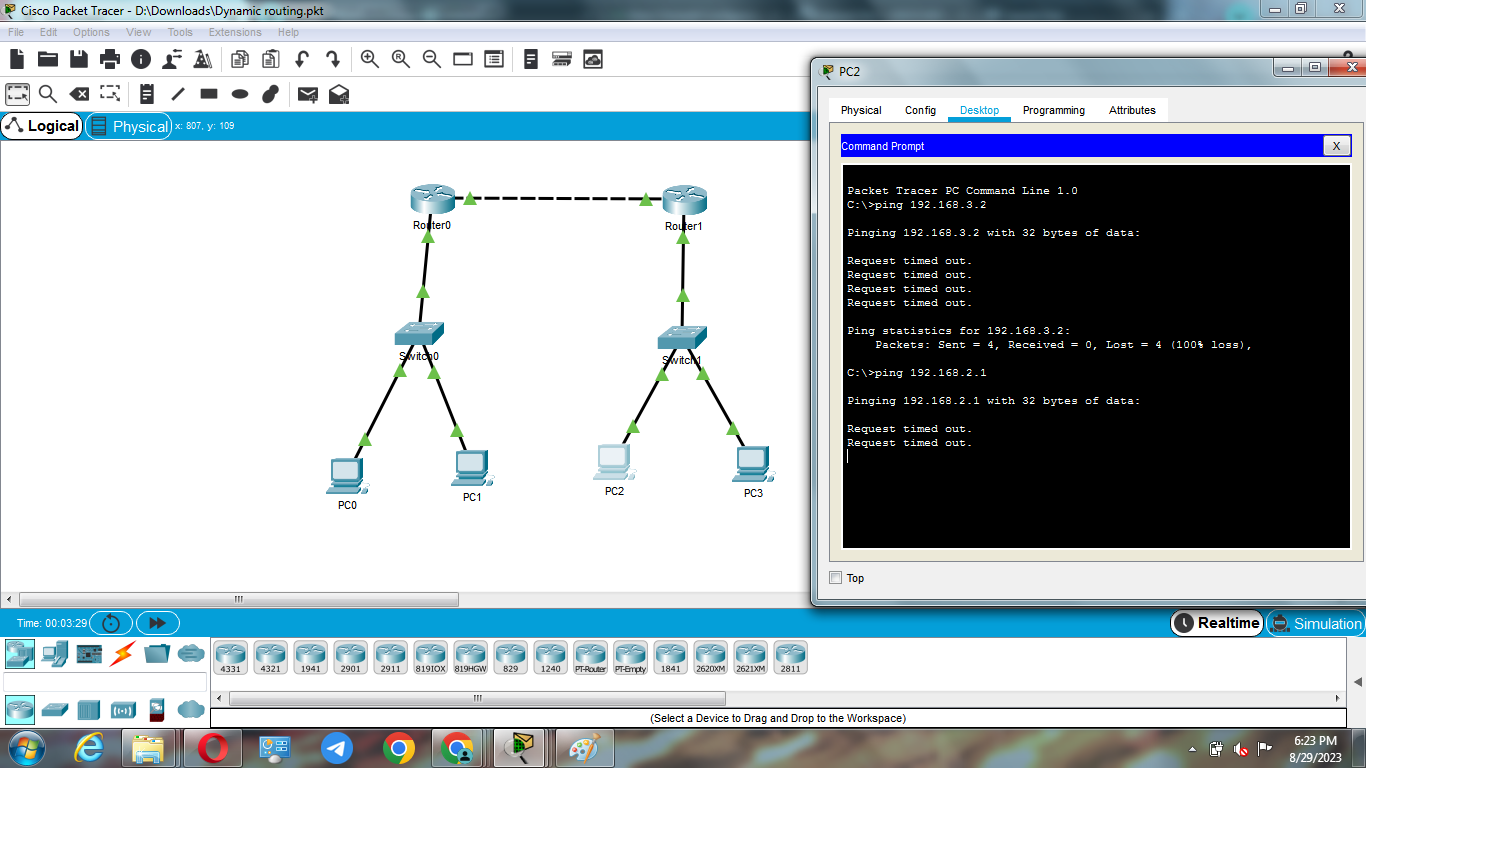 Cisco Packet Tracer - D:\Downloads\Dynamic routing.pkt
File Edit Options View Tools Extensions Help
Logical
Physical
x: 807, y: 109
Router0
Router1
Switch0
Switch1
PC0
PC1
PC2
PC3
PC2
Physical Config Desktop Programming Attributes
Command Prompt
X
Packet Tracer PC Command Line 1.0
C:\>ping 192.168.3.2
Pinging 192.168.3.2 with 32 bytes of data:
Request timed out.
Request timed out.
Request timed out.
Request timed out.
Ping statistics for 192.168.3.2:
Packets: Sent = 4, Received = 0, Lost = 4 (100% loss),
C:\>ping 192.168.2.1
Pinging 192.168.2.1 with 32 bytes of data:
Request timed out.
Request timed out.
Top
Time: 00:03:29
Realtime
Simulation
4331 4321 1941 2901 2911 819IOX 819HGW 829 1240 PT-Router PT-Empty 1841 2620XM 2621XM 2811
(Select a Device to Drag and Drop to the Workspace)
6:23 PM
8/29/2023